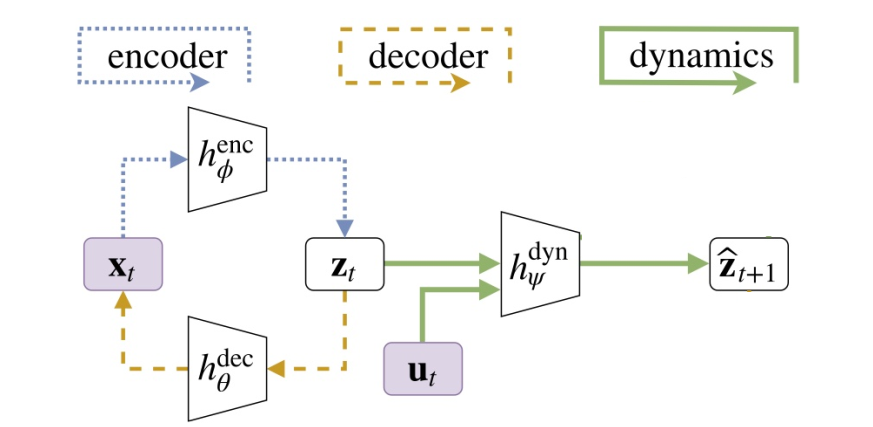 encoder decoder dynamics
h_ϕ^enc
x_t z_t h_ψ^dyn ẑ_{t+1}
h_θ^dec u_t